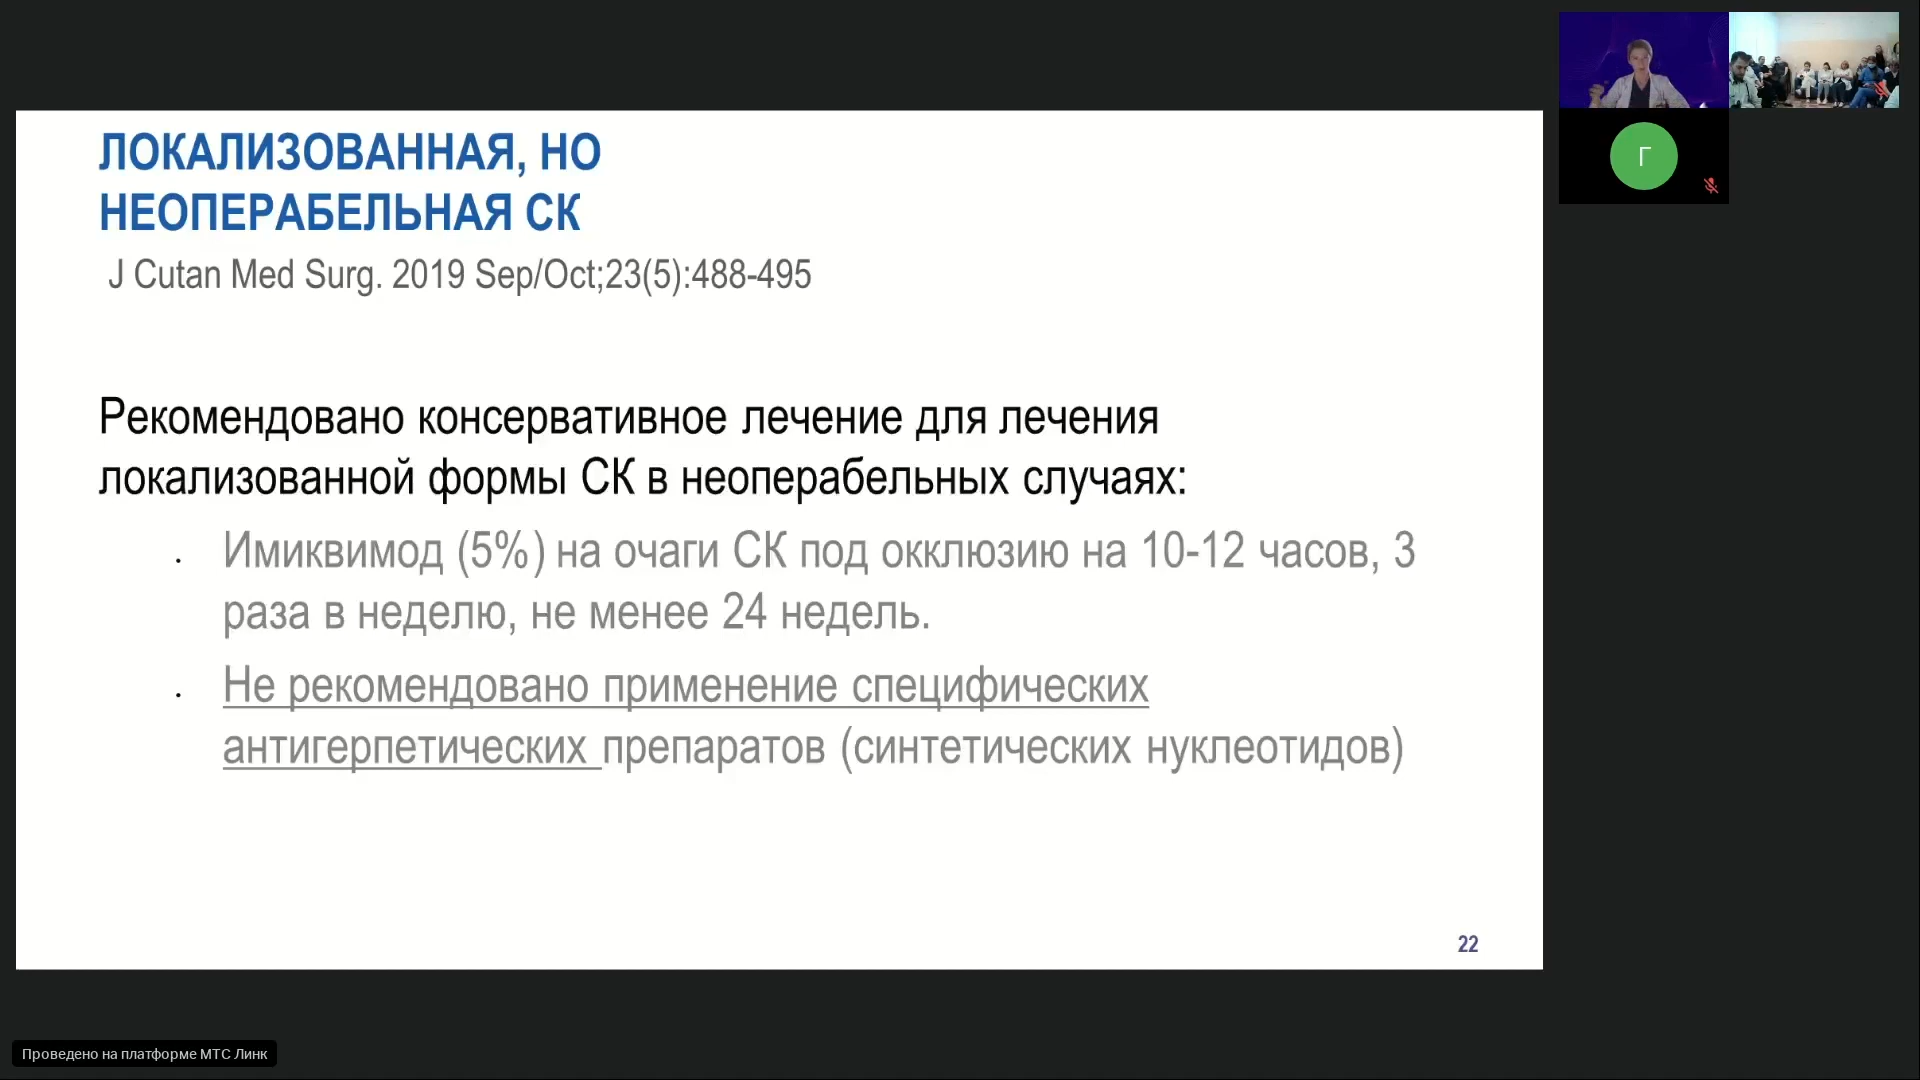 ЛОКАЛИЗОВАННАЯ, НО
НЕОПЕРАБЕЛЬНАЯ СК
J Cutan Med Surg. 2019 Sep/Oct;23(5):488-495
Рекомендовано консервативное лечение для лечения
локализованной формы СК в неоперабельных случаях:
. Имиквимод (5%) на очаги СК под окклюзию на 10-12 часов, 3
раза в неделю, не менее 24 недель.
. Не рекомендовано применение специфических
антигерпетических препаратов (синтетических нуклеотидов)
22
Г
Проведено на платформе МТС Линк